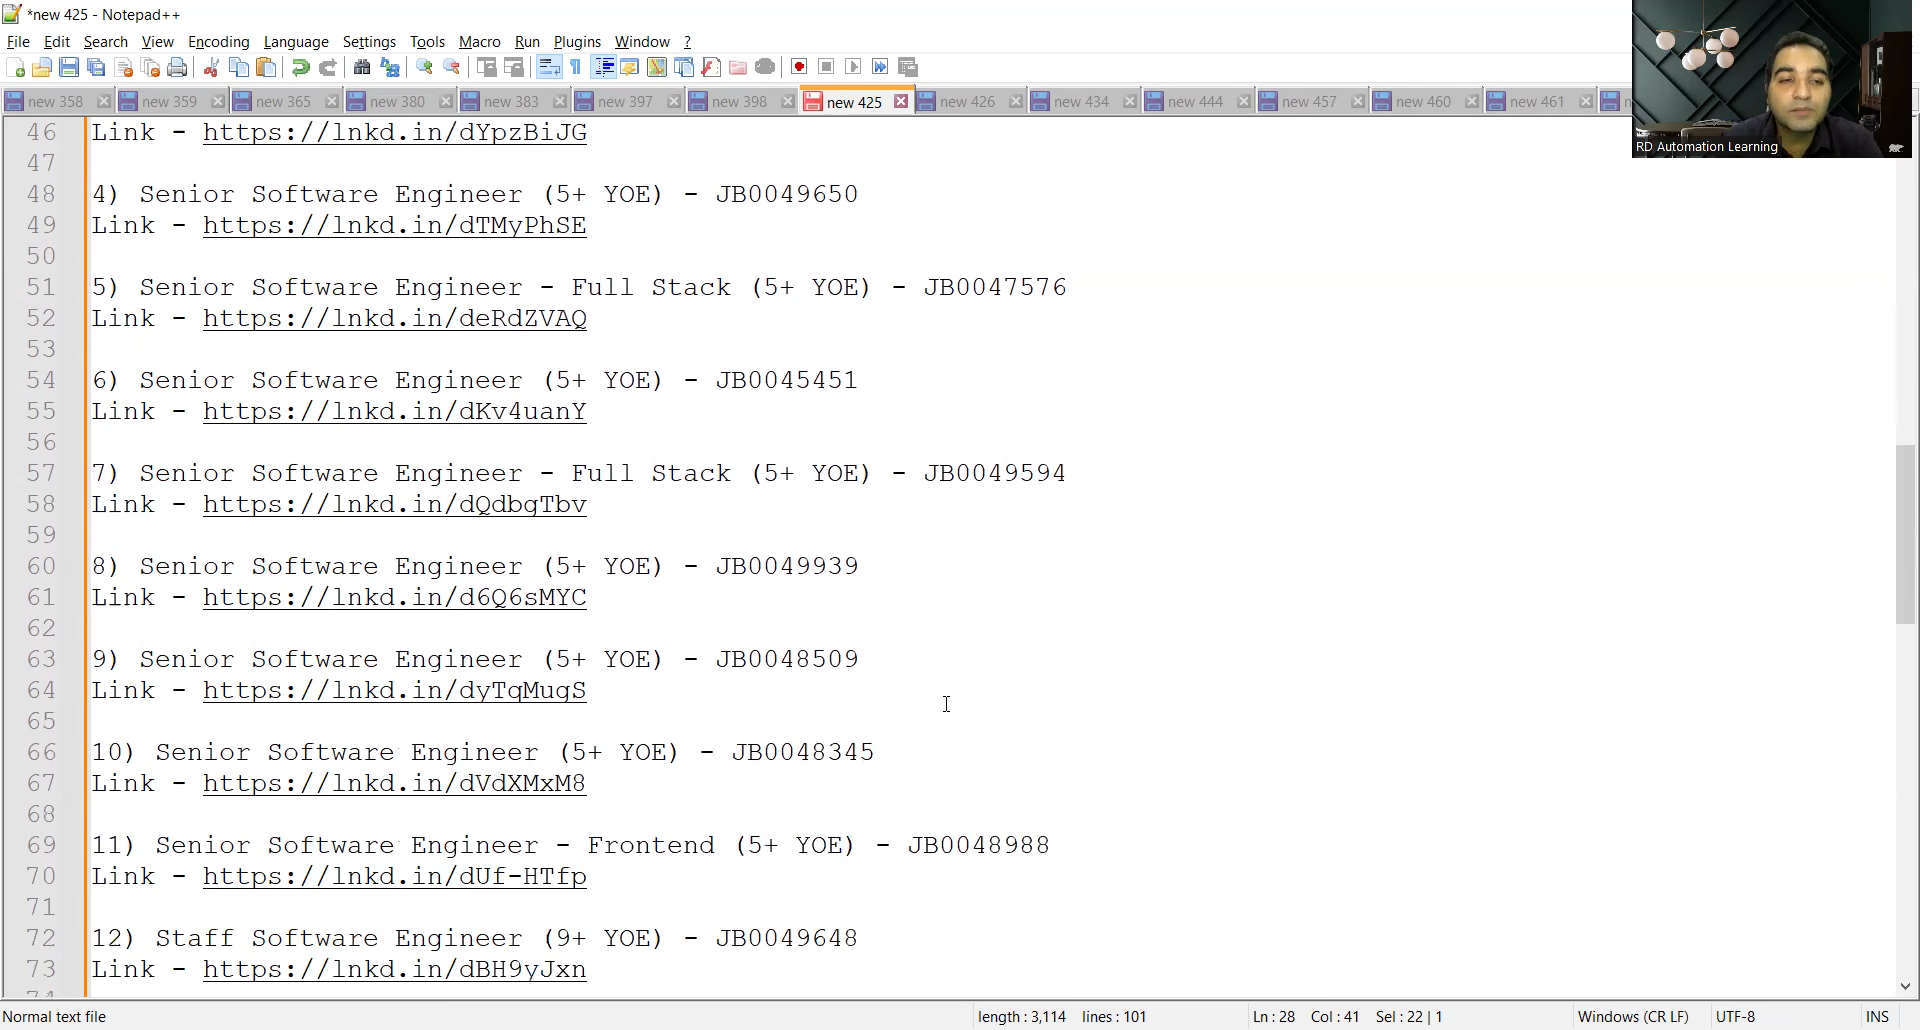 *new 425 - Notepad++
File Edit Search View Encoding Language Settings Tools Macro Run Plugins Window ?
new 358 new 359 new 365 new 380 new 383 new 397 new 398 new 425 new 426 new 434 new 444 new 457 new 460 new 461
RD Automation Learning
46 Link - https://lnkd.in/dYpzBiJG
47
48 4) Senior Software Engineer (5+ YOE) - JB0049650
49 Link - https://lnkd.in/dTMyPhSE
50
51 5) Senior Software Engineer - Full Stack (5+ YOE) - JB0047576
52 Link - https://lnkd.in/deRdZVAQ
53
54 6) Senior Software Engineer (5+ YOE) - JB0045451
55 Link - https://lnkd.in/dKv4uanY
56
57 7) Senior Software Engineer - Full Stack (5+ YOE) - JB0049594
58 Link - https://lnkd.in/dQdbgTbv
59
60 8) Senior Software Engineer (5+ YOE) - JB0049939
61 Link - https://lnkd.in/d6Q6sMYC
62
63 9) Senior Software Engineer (5+ YOE) - JB0048509
64 Link - https://lnkd.in/dyTqMugS
65
66 10) Senior Software Engineer (5+ YOE) - JB0048345
67 Link - https://lnkd.in/dVdXMxM8
68
69 11) Senior Software Engineer - Frontend (5+ YOE) - JB0048988
70 Link - https://lnkd.in/dUf-HTfp
71
72 12) Staff Software Engineer (9+ YOE) - JB0049648
73 Link - https://lnkd.in/dBH9yJxn
Normal text file length : 3,114 lines : 101 Ln : 28 Col : 41 Sel : 22 | 1 Windows (CR LF) UTF-8 INS